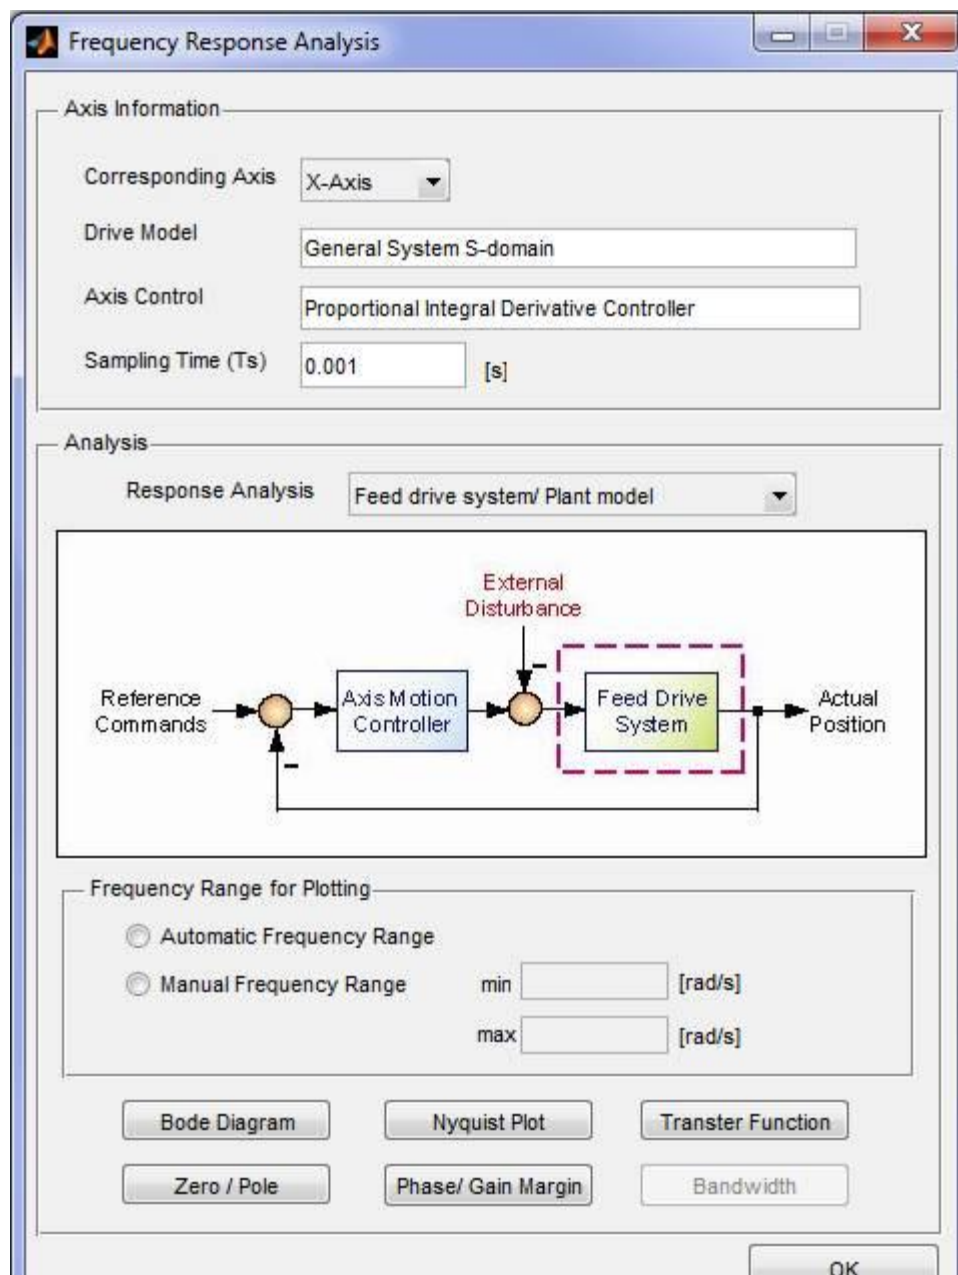 Frequency Response Analysis
Axis Information
Corresponding Axis X-Axis
Drive Model General System S-domain
Axis Control Proportional Integral Derivative Controller
Sampling Time (Ts) 0.001 [s]
Analysis
Response Analysis Feed drive system/ Plant model
External
Disturbance
Reference
Commands
Axis Motion
Controller
Feed Drive
System
Actual
Position
Frequency Range for Plotting
Automatic Frequency Range
Manual Frequency Range min [rad/s]
max [rad/s]
Bode Diagram Nyquist Plot Transter Function
Zero / Pole Phase/ Gain Margin Bandwidth
OK